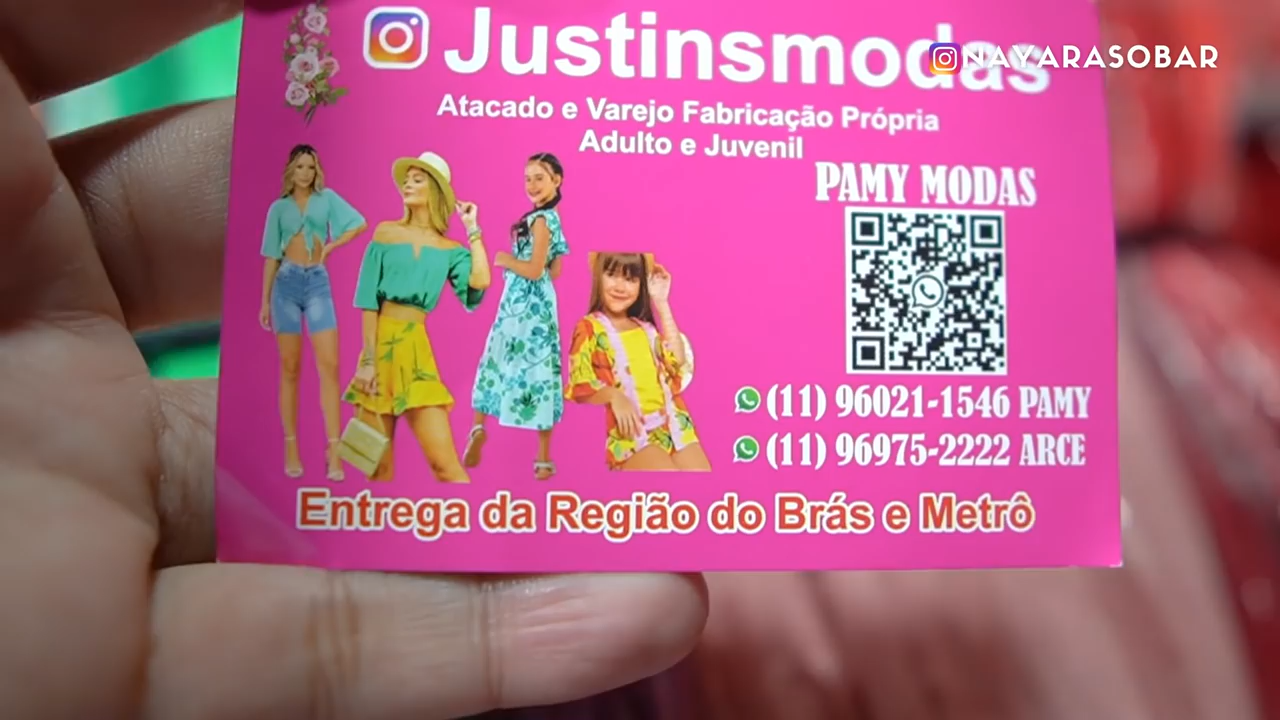 Justinsmodas
NAYARASOBAR
Atacado e Varejo Fabricação Própria
Adulto e Juvenil
PAMY MODAS
(11) 96021-1546 PAMY
(11) 96975-2222 ARCE
Entrega da Região do Brás e Metrô